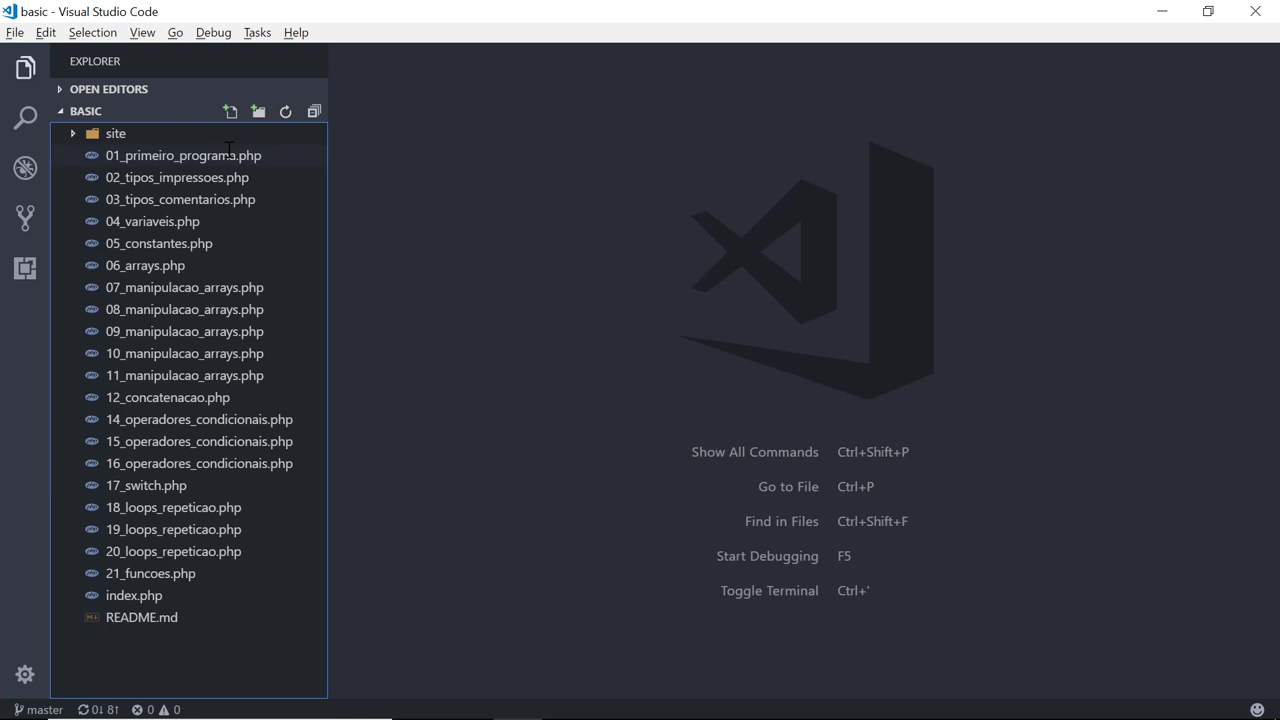 basic - Visual Studio Code
File Edit Selection View Go Debug Tasks Help
EXPLORER
OPEN EDITORS
BASIC
site
01_primeiro_programa.php
02_tipos_impressoes.php
03_tipos_comentarios.php
04_variaveis.php
05_constantes.php
06_arrays.php
07_manipulacao_arrays.php
08_manipulacao_arrays.php
09_manipulacao_arrays.php
10_manipulacao_arrays.php
11_manipulacao_arrays.php
12_concatenacao.php
14_operadores_condicionais.php
15_operadores_condicionais.php
16_operadores_condicionais.php
17_switch.php
18_loops_repeticao.php
19_loops_repeticao.php
20_loops_repeticao.php
21_funcoes.php
index.php
README.md
Show All Commands Ctrl+Shift+P
Go to File Ctrl+P
Find in Files Ctrl+Shift+F
Start Debugging F5
Toggle Terminal Ctrl+'
master 0↓ 8↑ 0 0